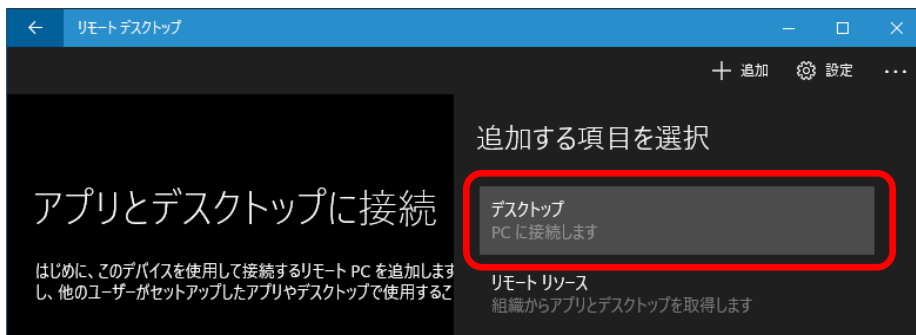 リモート デスクトップ
追加 設定
追加する項目を選択
アプリとデスクトップに接続
はじめに、このデバイスを使用して接続するリモート PC を追加します
し、他のユーザーがセットアップしたアプリやデスクトップで使用するこ
デスクトップ
PC に接続します
リモート リソース
組織からアプリとデスクトップを取得します